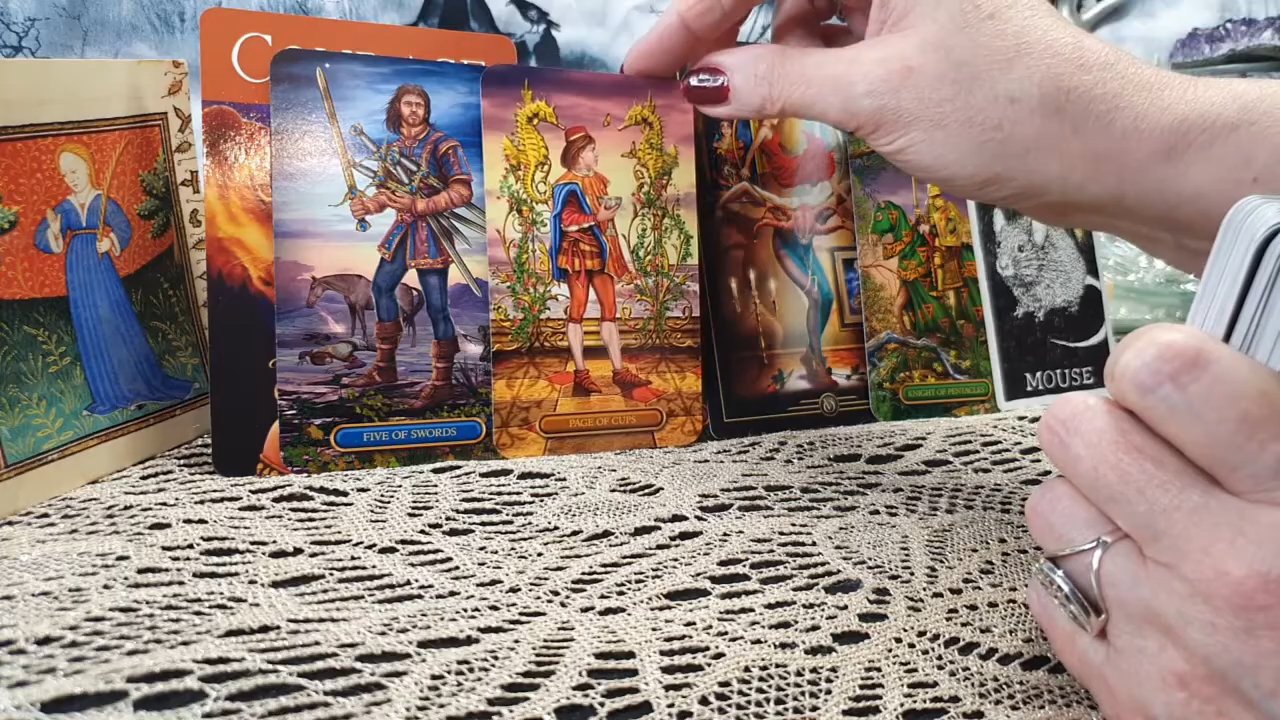 FIVE OF SWORDS
PAGE OF CUPS
KNIGHT OF PENTACLES
MOUSE